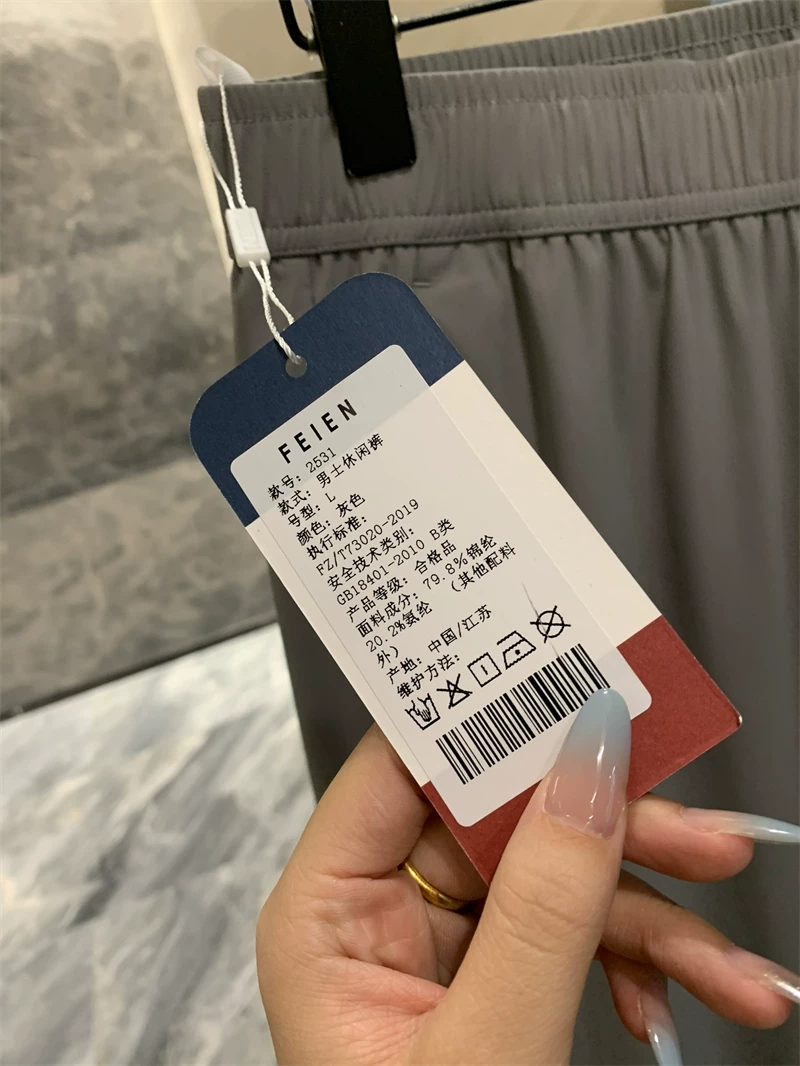 FEIEN
款号: 2531
款式: 男士休闲裤
号型: L
颜色: 灰色
执行标准:
FZ/T73020-2019
安全技术类别:
GB18401-2010 B类
产品等级: 合格品
面料成分: 79.8%锦纶
20.2%氨纶 (其他配料
外)
产地: 中国/江苏
维护方法: